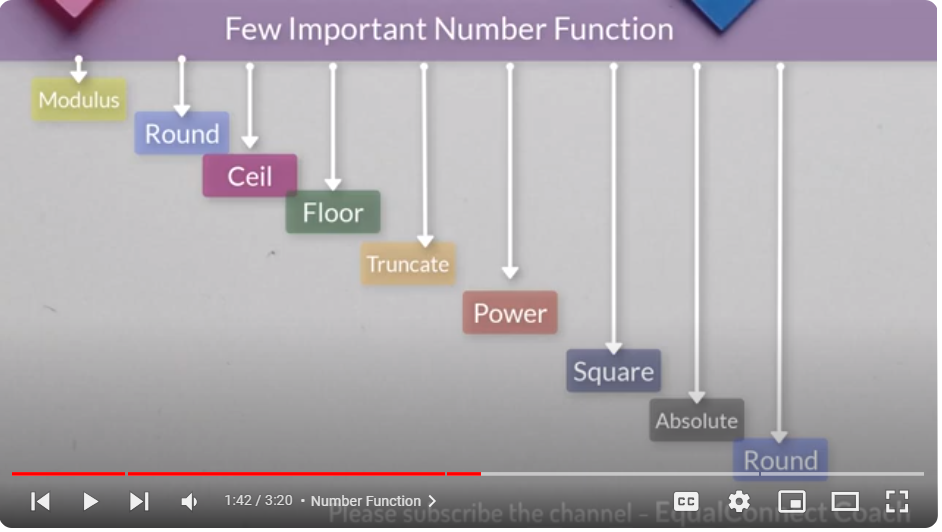 Few Important Number Function
Modulus
Round
Ceil
Floor
Truncate
Power
Square
Absolute
Round
1:42 / 3:20 • Number Function
CC
Please subscribe the channel - EqualConnect Coach